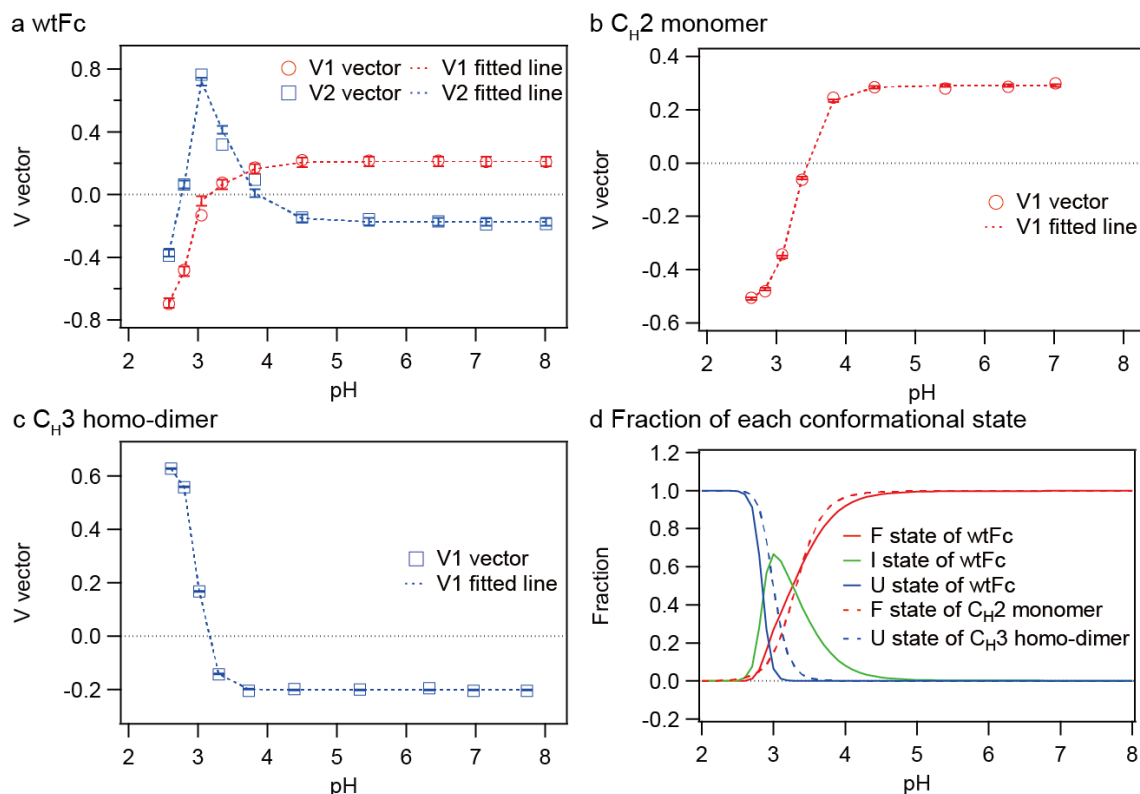 a wtFc
V1 vector
V1 fitted line
V2 vector
V2 fitted line
V vector
0.8
0.4
0.0
-0.4
-0.8
2 3 4 5 6 7 8
pH
b CH2 monomer
V vector
0.4
0.2
0.0
-0.2
-0.4
-0.6
V1 vector
V1 fitted line
2 3 4 5 6 7 8
pH
c CH3 homo-dimer
V vector
0.6
0.4
0.2
0.0
-0.2
V1 vector
V1 fitted line
2 3 4 5 6 7 8
pH
d Fraction of each conformational state
Fraction
1.2
1.0
0.8
0.6
0.4
0.2
0.0
-0.2
F state of wtFc
I state of wtFc
U state of wtFc
F state of CH2 monomer
U state of CH3 homo-dimer
2 3 4 5 6 7 8
pH